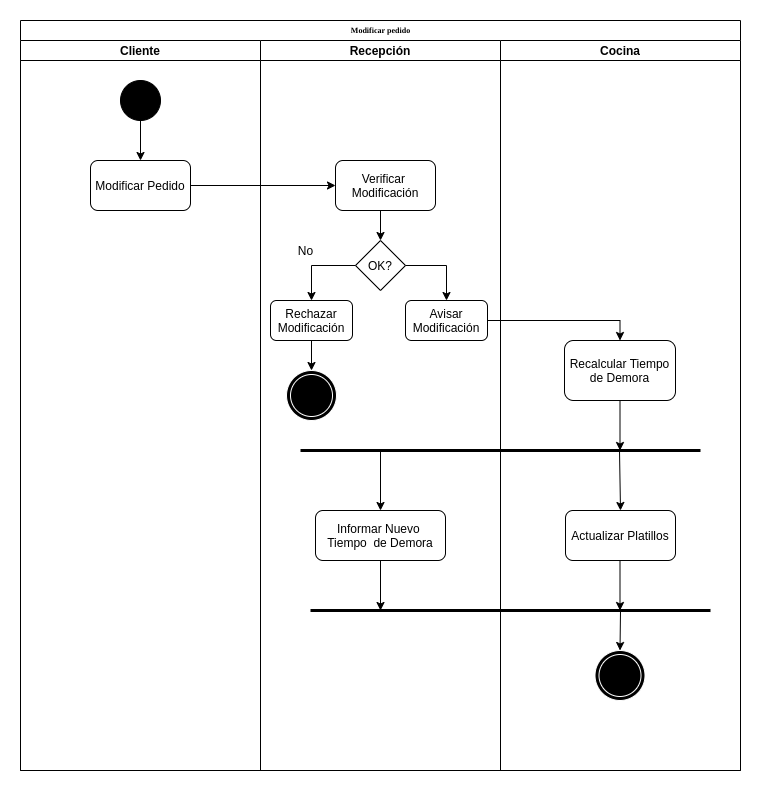 Modificar pedido
Cliente
Recepción
Cocina
Modificar Pedido
Verificar
Modificación
OK?
No
Rechazar
Modificación
Avisar
Modificación
Recalcular Tiempo
de Demora
Informar Nuevo
Tiempo de Demora
Actualizar Platillos